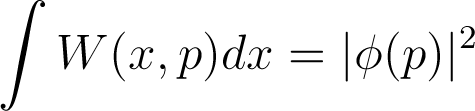 ∫ W(x, p)dx = |ϕ(p)|²